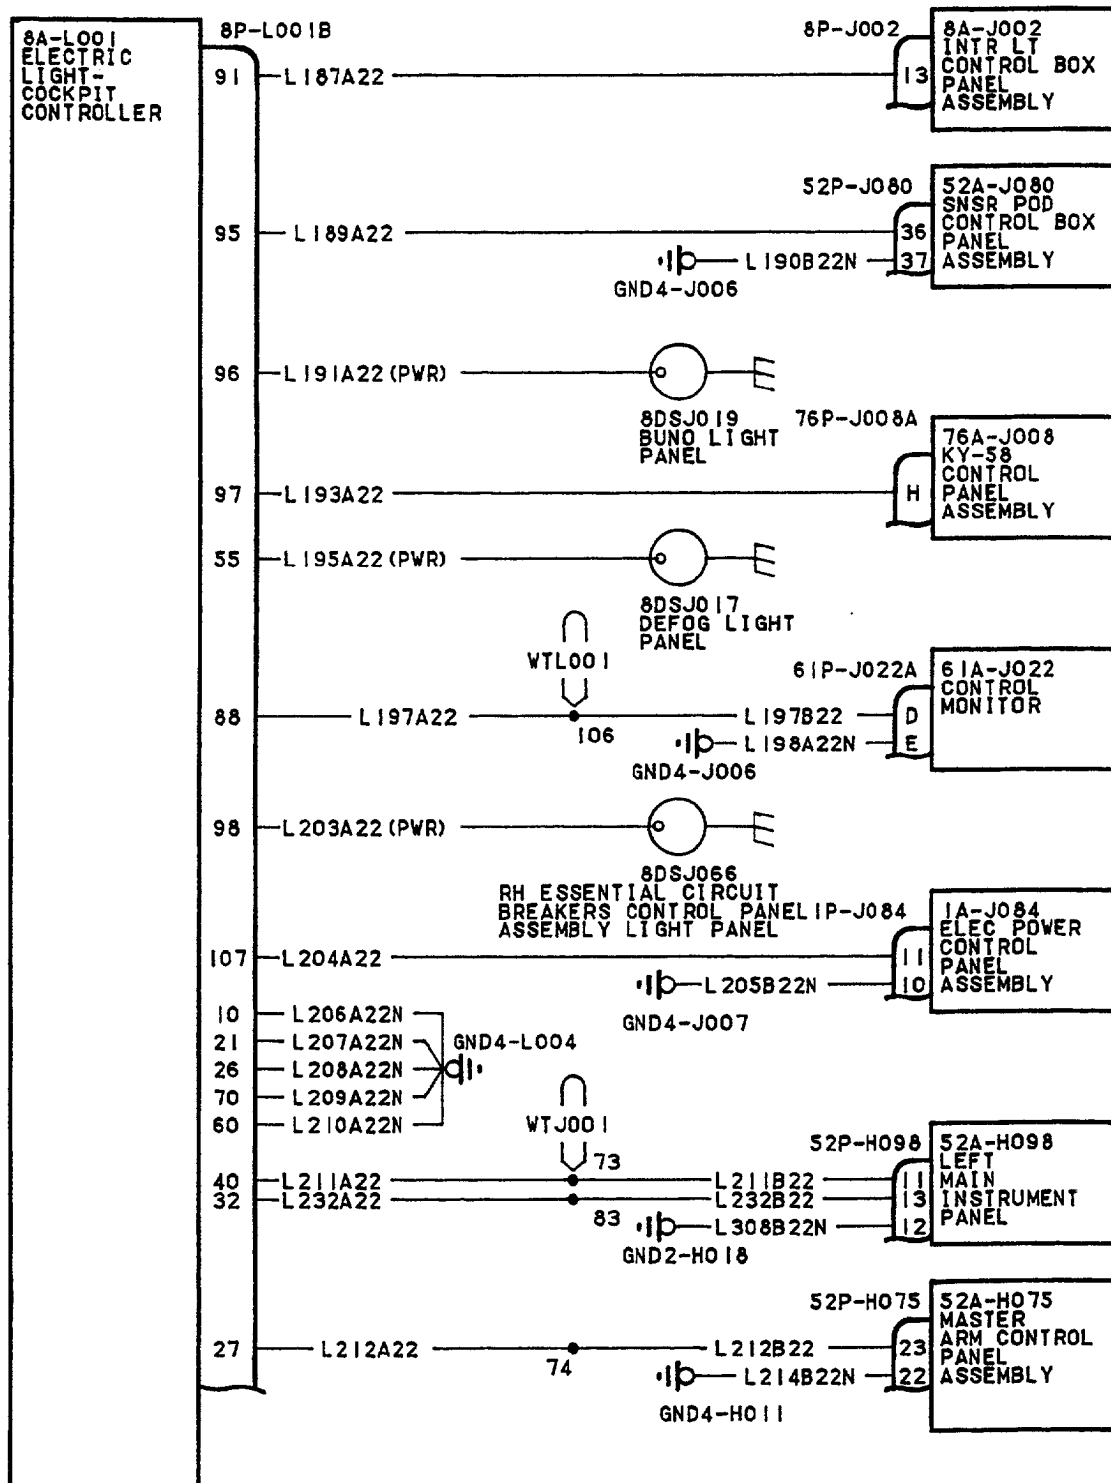 8A-L001
ELECTRIC
LIGHT-
COCKPIT
CONTROLLER
8P-L001B
8P-J002
8A-J002
INTR LT
CONTROL BOX
PANEL
ASSEMBLY
91
L187A22
13
52P-J080
52A-J080
SNSR POD
CONTROL BOX
PANEL
ASSEMBLY
95
L189A22
36
L190B22N
37
GND4-J006
96
L191A22(PWR)
8DSJ019
BUNO LIGHT
PANEL
76P-J008A
76A-J008
KY-58
CONTROL
PANEL
ASSEMBLY
97
L193A22
H
55
L195A22(PWR)
8DSJ017
DEFOG LIGHT
PANEL
WTL001
61P-J022A
61A-J022
CONTROL
MONITOR
88
L197A22
106
L197B22
D
L198A22N
E
GND4-J006
98
L203A22(PWR)
8DSJ066
RH ESSENTIAL CIRCUIT
BREAKERS CONTROL PANEL
ASSEMBLY LIGHT PANEL
1P-J084
1A-J084
ELEC POWER
CONTROL
PANEL
ASSEMBLY
107
L204A22
11
L205B22N
10
GND4-J007
10
L206A22N
21
L207A22N
GND4-L004
26
L208A22N
70
L209A22N
60
L210A22N
WTJ001
52P-H098
52A-H098
LEFT
MAIN
INSTRUMENT
PANEL
73
40
L211A22
L211B22
11
32
L232A22
L232B22
13
83
L308B22N
12
GND2-H018
52P-H075
52A-H075
MASTER
ARM CONTROL
PANEL
ASSEMBLY
27
L212A22
74
L212B22
23
L214B22N
22
GND4-H011